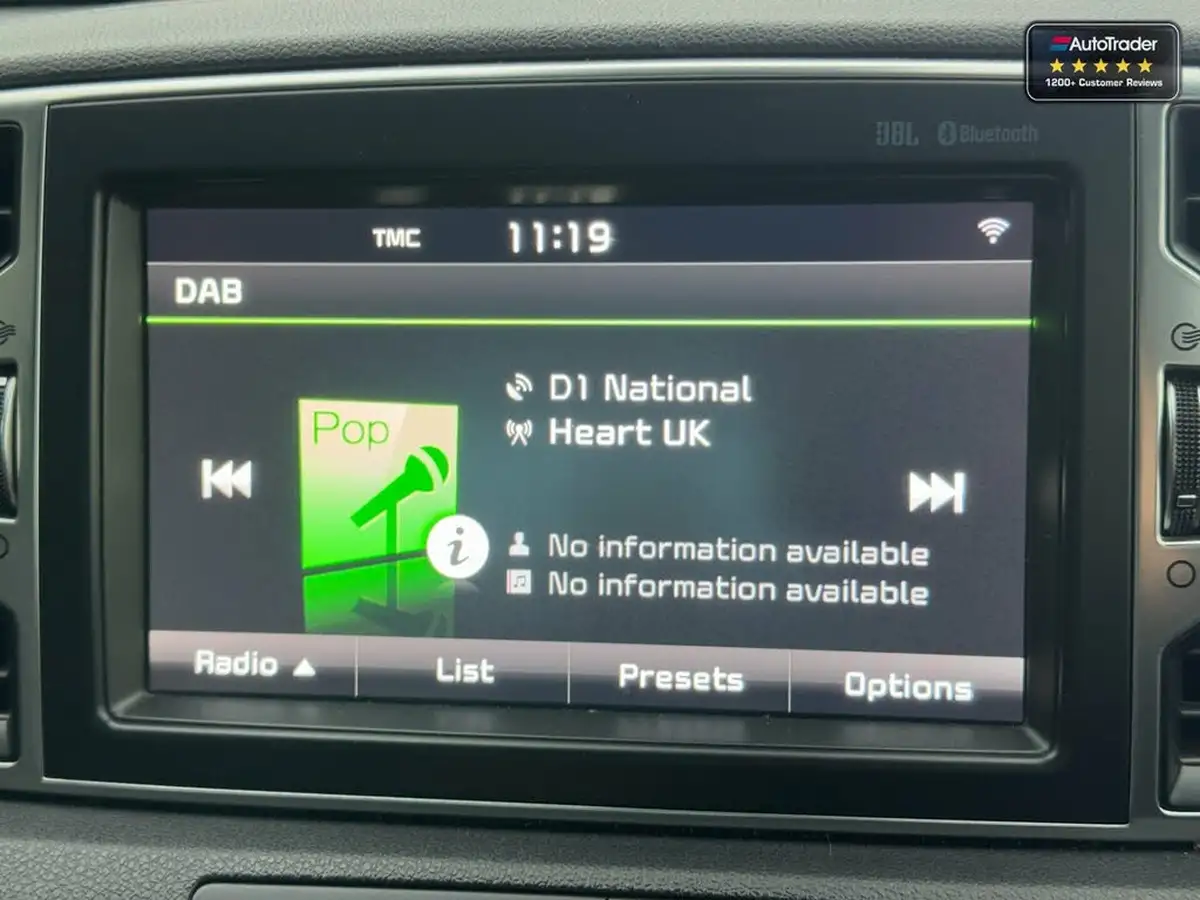 AutoTrader
1200+ Customer Reviews
JBL Bluetooth
TMC 11:19
DAB
D1 National
Heart UK
Pop
i
No information available
No information available
Radio List Presets Options